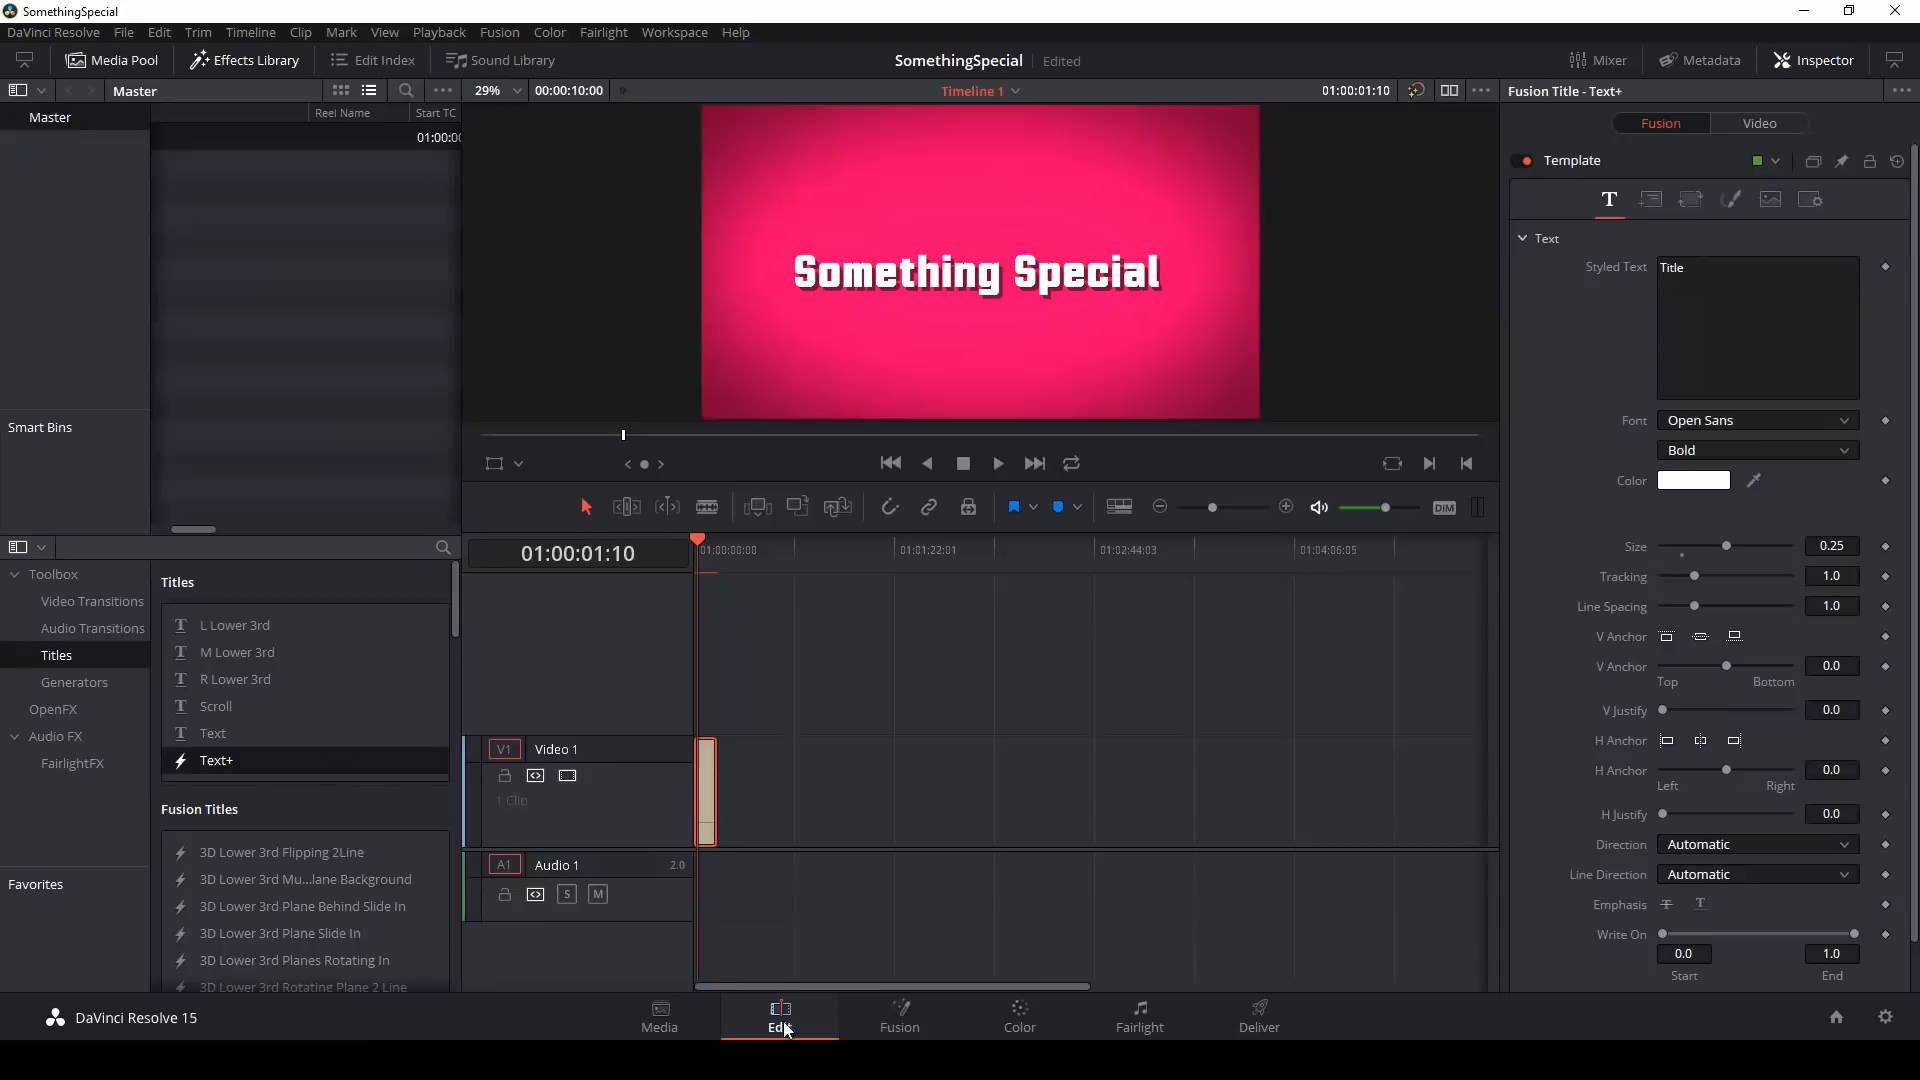 SomethingSpecial
DaVinci Resolve File Edit Trim Timeline Clip Mark View Playback Fusion Color Fairlight Workspace Help
Media Pool Effects Library Edit Index Sound Library SomethingSpecial Edited Mixer Metadata Inspector
Master 29% 00:00:10:00 Timeline 1 01:00:01:10 Fusion Title - Text+
Master Reel Name Start TC
01:00:00
Fusion Video
Template
T
Text
Styled Text Title
Something Special
Font Open Sans
Bold
Color
Smart Bins
DIM
Size 0.25
Tracking 1.0
Line Spacing 1.0
V Anchor
V Anchor 0.0
Top Bottom
V Justify 0.0
H Anchor
H Anchor 0.0
Left Right
H Justify 0.0
Direction Automatic
Line Direction Automatic
Emphasis T T
Write On
0.0 1.0
Start End
01:00:01:10 01:00:00:00 01:01:22:01 01:02:44:03 01:04:06:05
V1 Video 1
1 Clip
A1 Audio 1 2.0
S M
Toolbox
Video Transitions
Audio Transitions
Titles
Generators
OpenFX
Audio FX
FairlightFX
Favorites
Titles
T L Lower 3rd
T M Lower 3rd
T R Lower 3rd
T Scroll
T Text
Text+
Fusion Titles
3D Lower 3rd Flipping 2Line
3D Lower 3rd Mu...lane Background
3D Lower 3rd Plane Behind Slide In
3D Lower 3rd Plane Slide In
3D Lower 3rd Planes Rotating In
3D Lower 3rd Rotating Plane 2 Line
DaVinci Resolve 15 Media Edit Fusion Color Fairlight Deliver